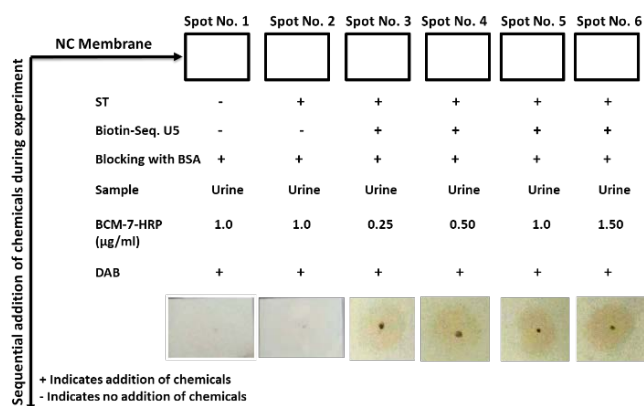 Spot No. 1 Spot No. 2 Spot No. 3 Spot No. 4 Spot No. 5 Spot No. 6
NC Membrane
Sequential addition of chemicals during experiment
ST - + + + + +
Biotin-Seq. U5 - - + + + +
Blocking with BSA + + + + + +
Sample Urine Urine Urine Urine Urine Urine
BCM-7-HRP 1.0 1.0 0.25 0.50 1.0 1.50
(µg/ml)
DAB + + + + + +
+ Indicates addition of chemicals
- Indicates no addition of chemicals